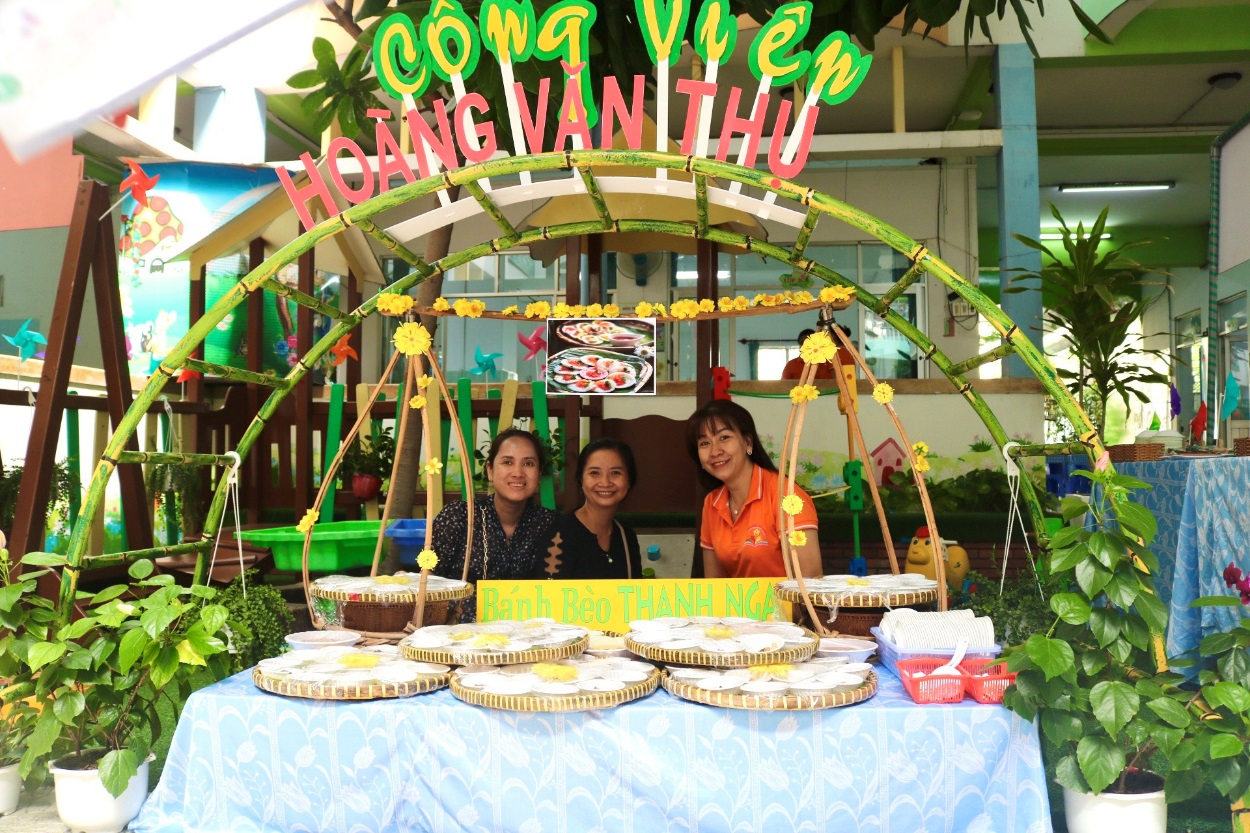 Công Viên
HOÀNG VĂN THỤ
Bánh Bèo THANH NGA